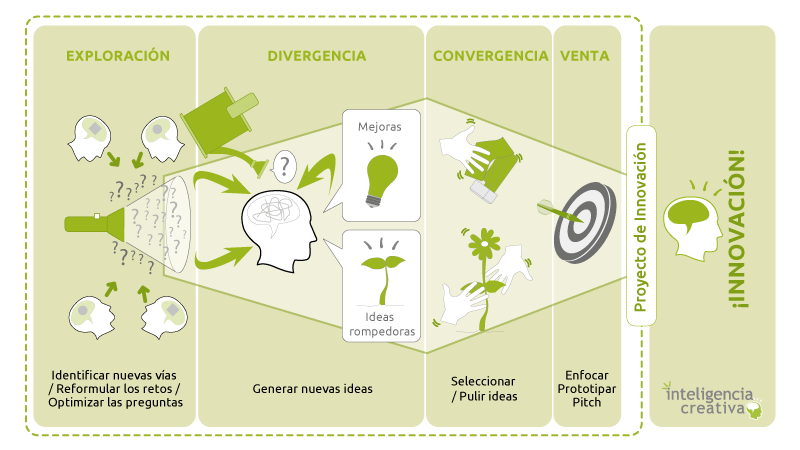 EXPLORACIÓN
DIVERGENCIA
CONVERGENCIA
VENTA
Mejoras
Ideas
rompedoras
Proyecto de Innovación
¡INNOVACIÓN!
Identificar nuevas vías
/ Reformular los retos /
Optimizar las preguntas
Generar nuevas ideas
Seleccionar
/ Pulir ideas
Enfocar
Prototipar
Pitch
inteligencia
creativa